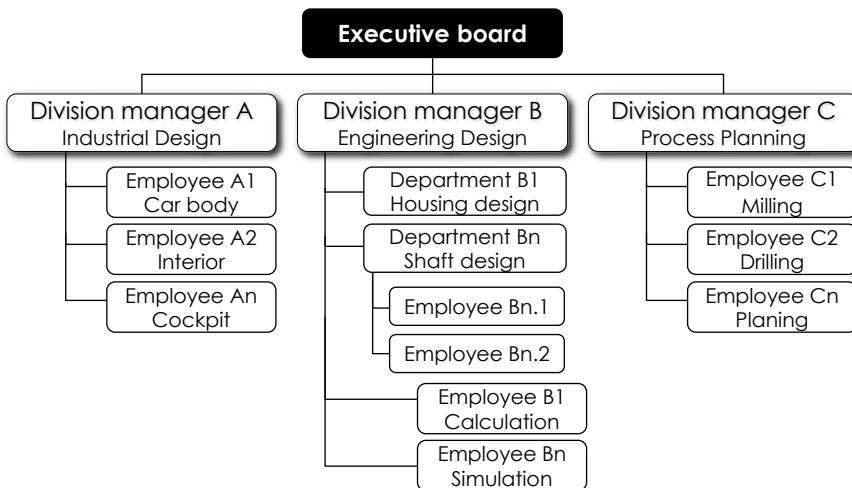 Executive board
Division manager A
Industrial Design
Employee A1
Car body
Employee A2
Interior
Employee An
Cockpit
Division manager B
Engineering Design
Department B1
Housing design
Department Bn
Shaft design
Employee Bn.1
Employee Bn.2
Employee B1
Calculation
Employee Bn
Simulation
Division manager C
Process Planning
Employee C1
Milling
Employee C2
Drilling
Employee Cn
Planing